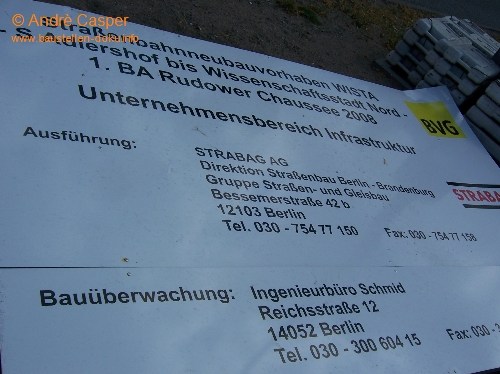 © André Casper
www.baustellen-doku.info
Straßenbahnneubauvorhaben WISTA
- S Adlershof bis Wissenschaftsstadt Nord -
1. BA Rudower Chaussee 2008
Unternehmensbereich Infrastruktur
BVG
Ausführung:
STRABAG AG
Direktion Straßenbau Berlin - Brandenburg
Gruppe Straßen- und Gleisbau
Bessemerstraße 42 b
12103 Berlin
Tel. 030 - 754 77 150 Fax: 030 - 754 77 158
STRABA
Bauüberwachung:
Ingenieurbüro Schmid
Reichsstraße 12
14052 Berlin
Tel. 030 - 300 604 15 Fax: 030 - 3